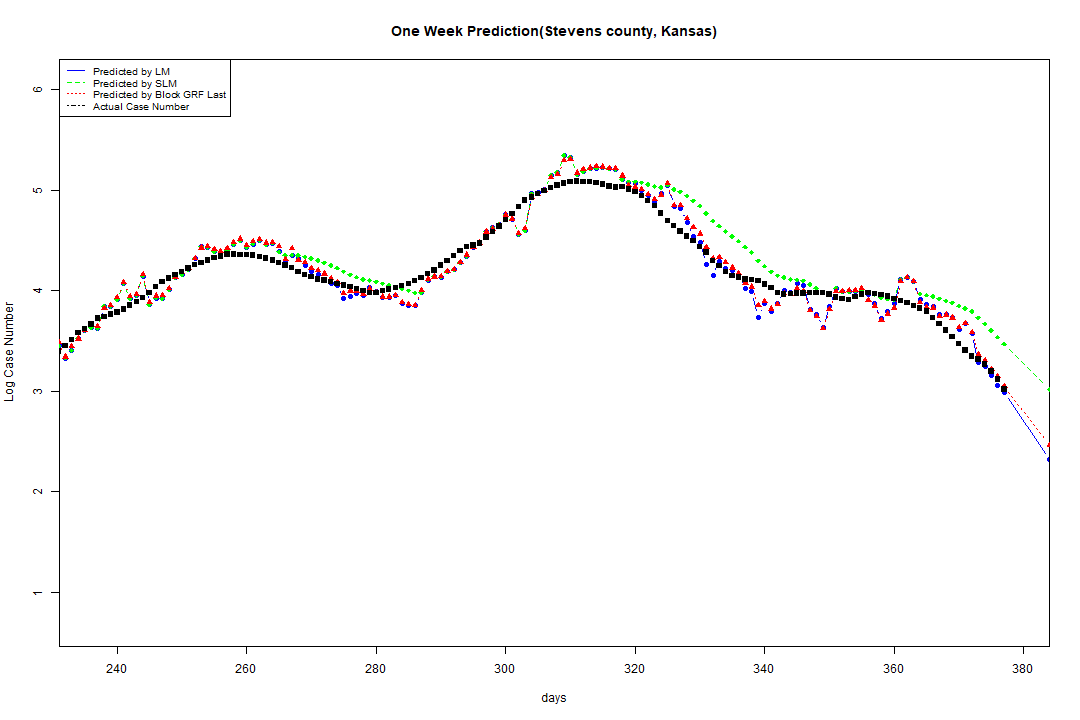 One Week Prediction(Stevens county, Kansas)
Predicted by LM
Predicted by SLM
Predicted by Block GRF Last
Actual Case Number
6
5
4
3
2
1
Log Case Number
240 260 280 300 320 340 360 380
days